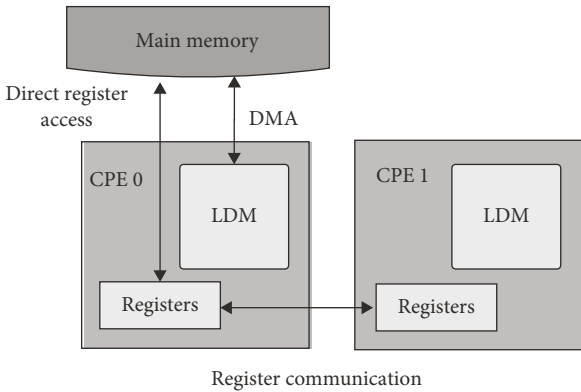 Main memory
Direct register
access
DMA
CPE 0
LDM
Registers
CPE 1
LDM
Registers
Register communication